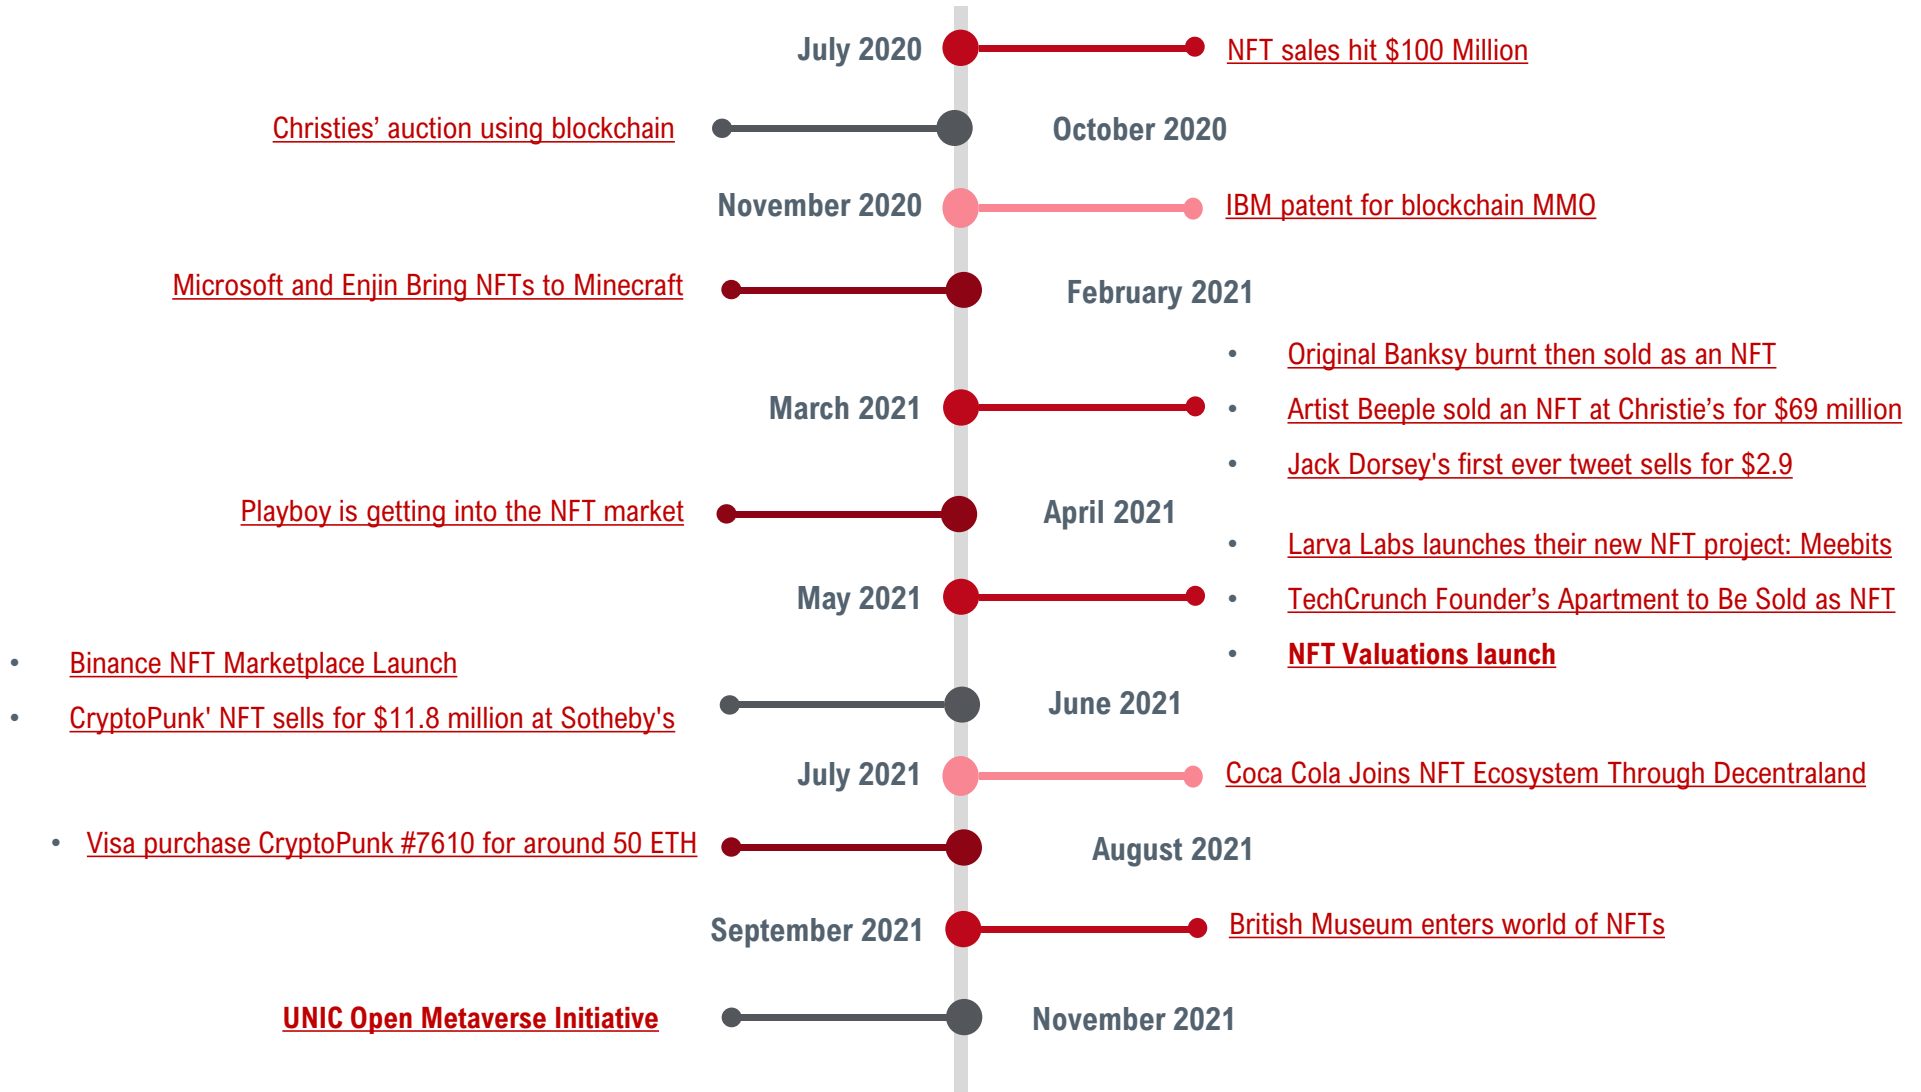 July 2020
NFT sales hit $100 Million
Christies’ auction using blockchain
October 2020
November 2020
IBM patent for blockchain MMO
Microsoft and Enjin Bring NFTs to Minecraft
February 2021
March 2021
• Original Banksy burnt then sold as an NFT
• Artist Beeple sold an NFT at Christie’s for $69 million
• Jack Dorsey's first ever tweet sells for $2.9
Playboy is getting into the NFT market
April 2021
May 2021
• Larva Labs launches their new NFT project: Meebits
• TechCrunch Founder’s Apartment to Be Sold as NFT
• NFT Valuations launch
• Binance NFT Marketplace Launch
• CryptoPunk' NFT sells for $11.8 million at Sotheby's
June 2021
July 2021
Coca Cola Joins NFT Ecosystem Through Decentraland
• Visa purchase CryptoPunk #7610 for around 50 ETH
August 2021
September 2021
British Museum enters world of NFTs
UNIC Open Metaverse Initiative
November 2021